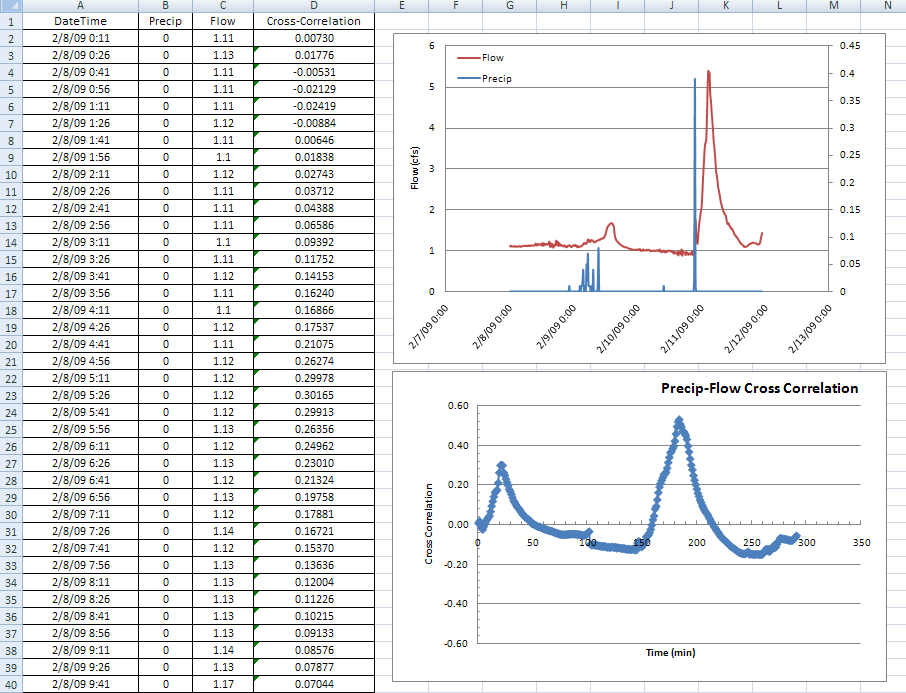 A B C D E F G H I J K L M N
1 DateTime Precip Flow Cross-Correlation
2 2/8/09 0:11 0 1.11 0.00730
3 2/8/09 0:26 0 1.13 0.01776
4 2/8/09 0:41 0 1.11 -0.00531
5 2/8/09 0:56 0 1.11 -0.02129
6 2/8/09 1:11 0 1.11 -0.02419
7 2/8/09 1:26 0 1.12 -0.00884
8 2/8/09 1:41 0 1.11 0.00646
9 2/8/09 1:56 0 1.1 0.01838
10 2/8/09 2:11 0 1.12 0.02743
11 2/8/09 2:26 0 1.11 0.03712
12 2/8/09 2:41 0 1.11 0.04388
13 2/8/09 2:56 0 1.11 0.06586
14 2/8/09 3:11 0 1.1 0.09392
15 2/8/09 3:26 0 1.11 0.11752
16 2/8/09 3:41 0 1.12 0.14153
17 2/8/09 3:56 0 1.11 0.16240
18 2/8/09 4:11 0 1.1 0.16866
19 2/8/09 4:26 0 1.12 0.17537
20 2/8/09 4:41 0 1.11 0.21075
21 2/8/09 4:56 0 1.12 0.26274
22 2/8/09 5:11 0 1.12 0.29978
23 2/8/09 5:26 0 1.12 0.30165
24 2/8/09 5:41 0 1.12 0.29913
25 2/8/09 5:56 0 1.13 0.26356
26 2/8/09 6:11 0 1.12 0.24962
27 2/8/09 6:26 0 1.13 0.23010
28 2/8/09 6:41 0 1.12 0.21324
29 2/8/09 6:56 0 1.13 0.19758
30 2/8/09 7:11 0 1.12 0.17881
31 2/8/09 7:26 0 1.14 0.16721
32 2/8/09 7:41 0 1.12 0.15370
33 2/8/09 7:56 0 1.13 0.13636
34 2/8/09 8:11 0 1.13 0.12004
35 2/8/09 8:26 0 1.13 0.11226
36 2/8/09 8:41 0 1.13 0.10215
37 2/8/09 8:56 0 1.13 0.09133
38 2/8/09 9:11 0 1.14 0.08576
39 2/8/09 9:26 0 1.13 0.07877
40 2/8/09 9:41 0 1.17 0.07044
6 0.45
Flow
0.4
Precip
5 0.35
4 0.3
0.25
3
0.2
2 0.15
0.1
1
0.05
0 0
Flow (cfs)
2/7/09 0:00 2/8/09 0:00 2/9/09 0:00 2/10/09 0:00 2/11/09 0:00 2/12/09 0:00 2/13/09 0:00
Precip-Flow Cross Correlation
0.60
0.40
0.20
0.00
-0.20
-0.40
-0.60
Cross Correlation
0 50 100 150 200 250 300 350
Time (min)